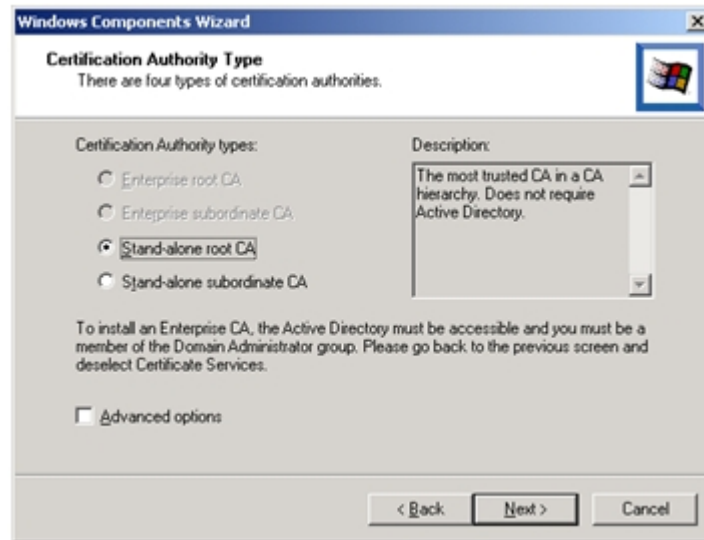 Windows Components Wizard
Certification Authority Type
There are four types of certification authorities.
Certification Authority types:
Enterprise root CA
Enterprise subordinate CA
Stand-alone root CA
Stand-alone subordinate CA
Description:
The most trusted CA in a CA
hierarchy. Does not require
Active Directory.
To install an Enterprise CA, the Active Directory must be accessible and you must be a
member of the Domain Administrator group. Please go back to the previous screen and
deselect Certificate Services.
Advanced options
< Back
Next >
Cancel